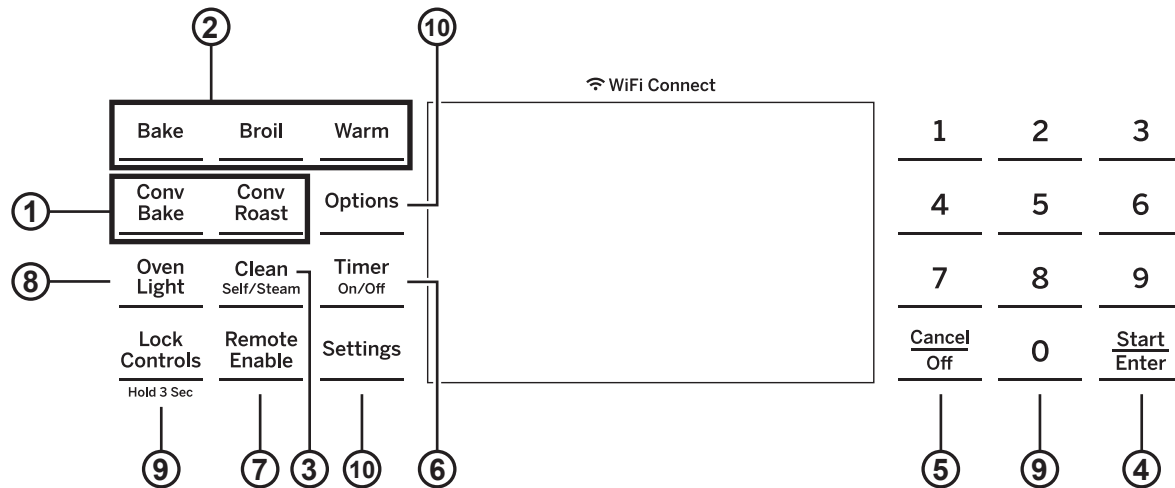 2
10
WiFi Connect
Bake Broil Warm
1 2 3
Conv Bake
Conv Roast
Options
4 5 6
1
Oven Light
Clean
Self/Steam
Timer
On/Off
7 8 9
8
Lock Controls
Hold 3 Sec
Remote Enable
Settings
Cancel
Off
0
Start
Enter
9
7
3
10
6
5
9
4